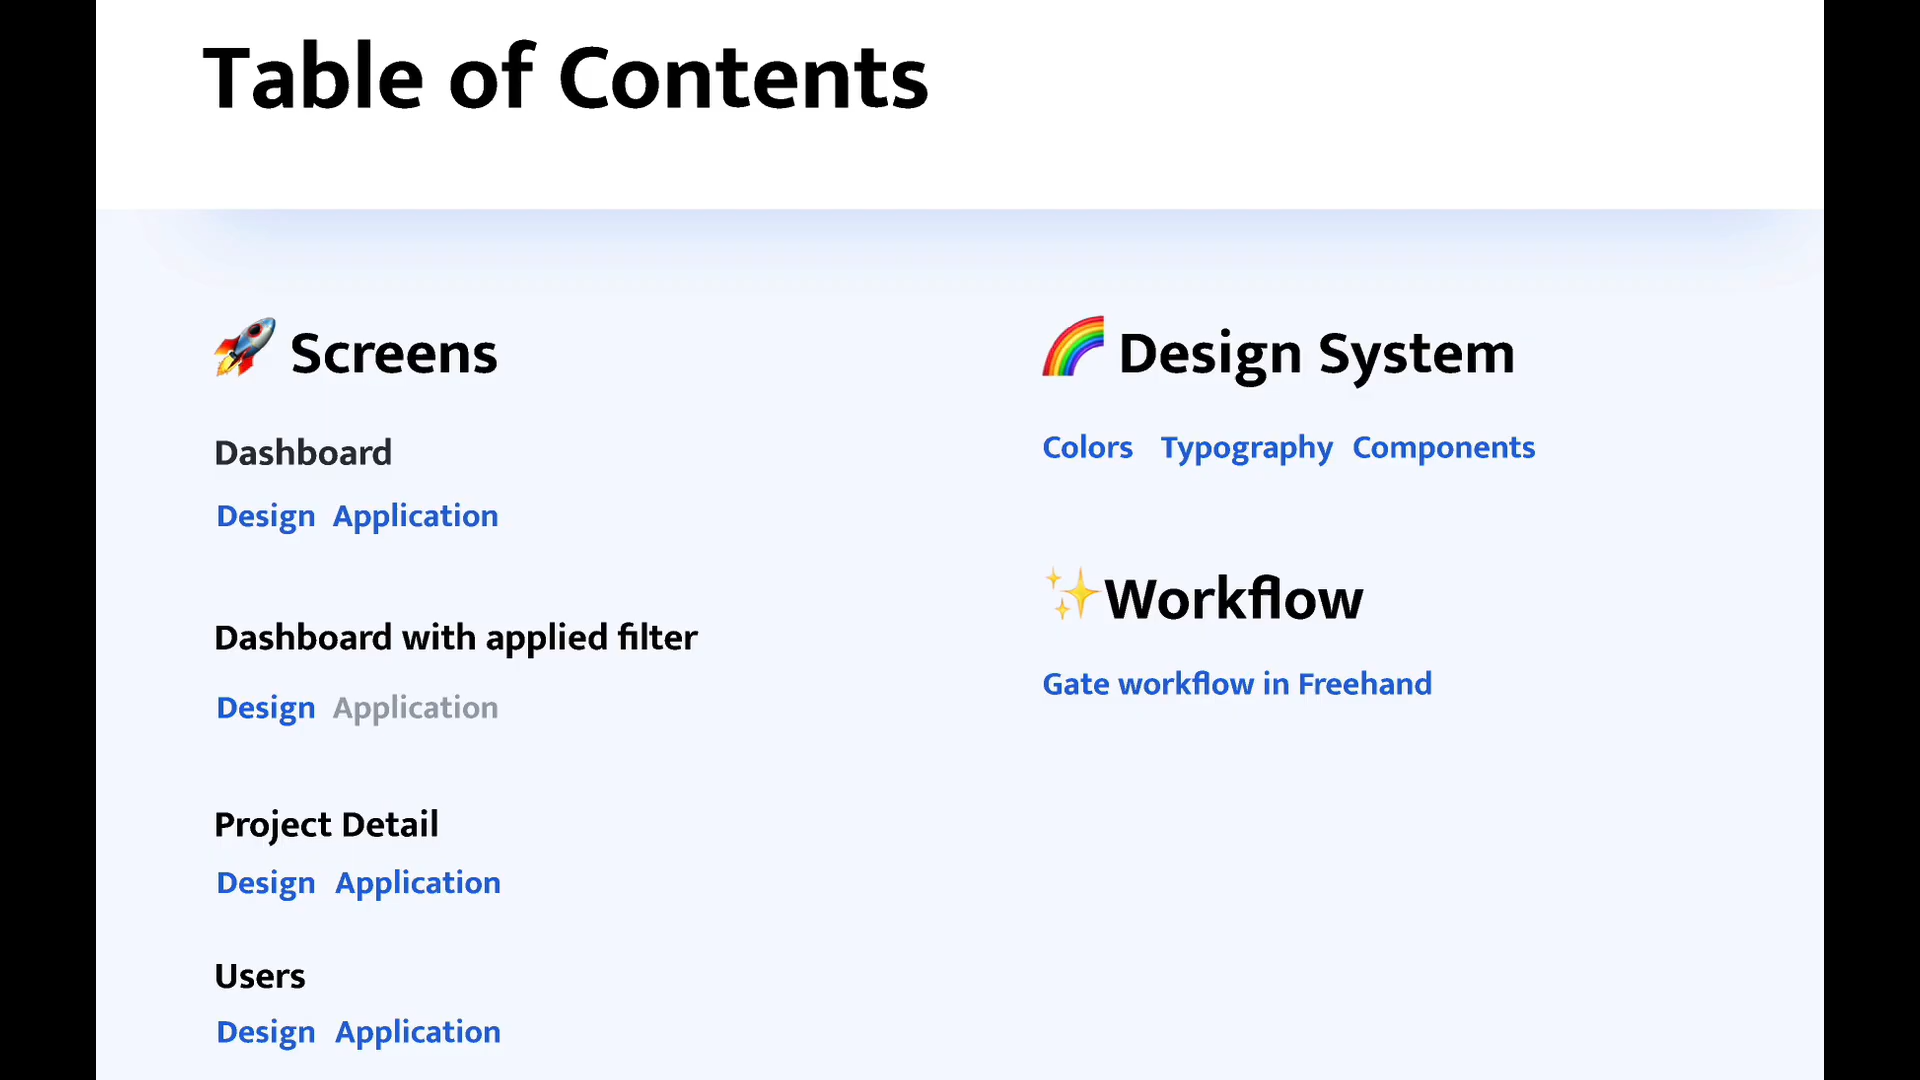 Table of Contents
Screens
Dashboard
Design Application
Dashboard with applied filter
Design Application
Project Detail
Design Application
Users
Design Application
Design System
Colors Typography Components
Workflow
Gate workflow in Freehand